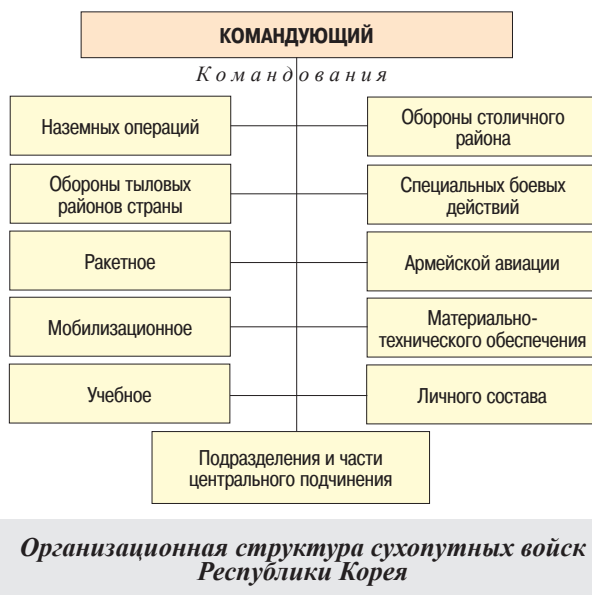 КОМАНДУЮЩИЙ
Командования
Наземных операций
Обороны столичного
района
Обороны тыловых
районов страны
Специальных боевых
действий
Ракетное
Армейской авиации
Мобилизационное
Материально-
технического обеспечения
Учебное
Личного состава
Подразделения и части
центрального подчинения
Организационная структура сухопутных войск
Республики Корея